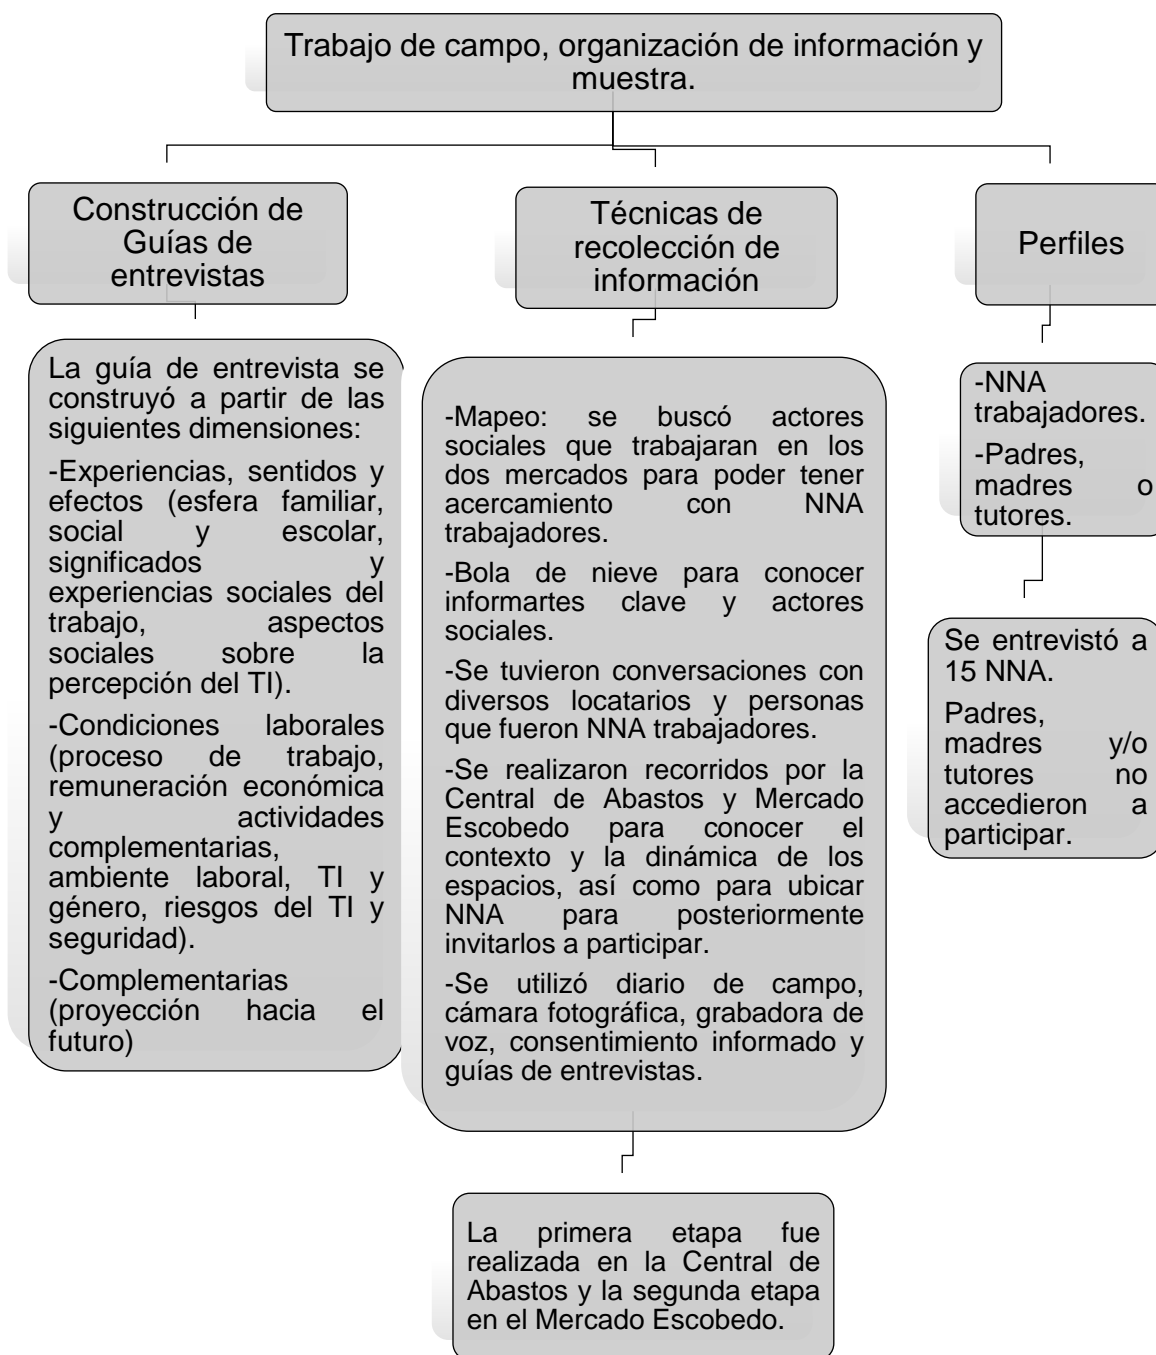 Trabajo de campo, organización de información y
muestra.
Construcción de
Guías de
entrevistas
La guía de entrevista se
construyó a partir de las
siguientes dimensiones:
-Experiencias, sentidos y
efectos (esfera familiar,
social y escolar,
significados y
experiencias sociales del
trabajo, aspectos
sociales sobre la
percepción del TI).
-Condiciones laborales
(proceso de trabajo,
remuneración económica
y actividades
complementarias,
ambiente laboral, TI y
género, riesgos del TI y
seguridad).
-Complementarias
(proyección hacia el
futuro)
Técnicas de
recolección de
información
-Mapeo: se buscó actores
sociales que trabajaran en los
dos mercados para poder tener
acercamiento con NNA
trabajadores.
-Bola de nieve para conocer
informartes clave y actores
sociales.
-Se tuvieron conversaciones con
diversos locatarios y personas
que fueron NNA trabajadores.
-Se realizaron recorridos por la
Central de Abastos y Mercado
Escobedo para conocer el
contexto y la dinámica de los
espacios, así como para ubicar
NNA para posteriormente
invitarlos a participar.
-Se utilizó diario de campo,
cámara fotográfica, grabadora de
voz, consentimiento informado y
guías de entrevistas.
La primera etapa fue
realizada en la Central de
Abastos y la segunda etapa
en el Mercado Escobedo.
Perfiles
-NNA
trabajadores.
-Padres,
madres o
tutores.
Se entrevistó a
15 NNA.
Padres,
madres y/o
tutores no
accedieron a
participar.